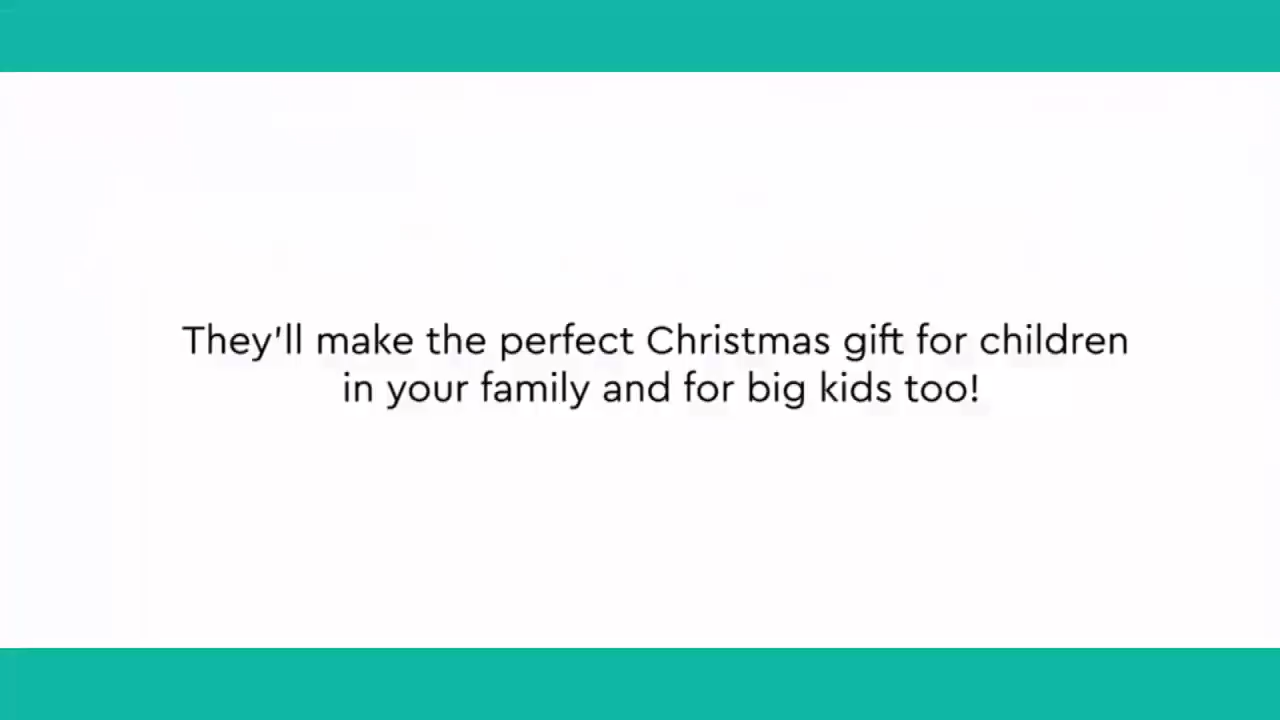 They'll make the perfect Christmas gift for children
in your family and for big kids too!